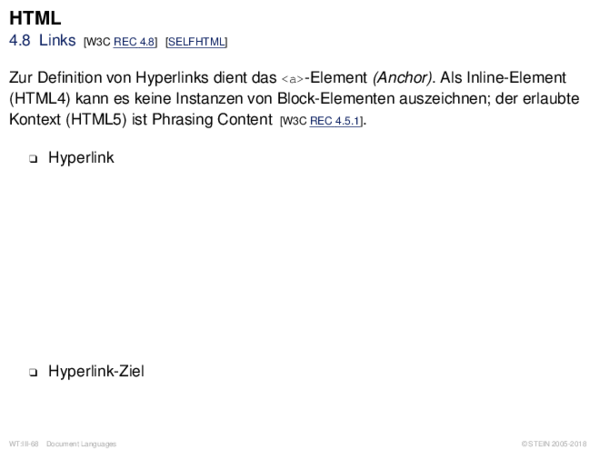 HTML
4.8 Links [W3C REC 4.8] [SELFHTML]
Zur Definition von Hyperlinks dient das <a>-Element (Anchor). Als Inline-Element
(HTML4) kann es keine Instanzen von Block-Elementen auszeichnen; der erlaubte
Kontext (HTML5) ist Phrasing Content [W3C REC 4.5.1].
❑ Hyperlink
❑ Hyperlink-Ziel
WT:II-68 Document Languages
© STEIN 2005-2018